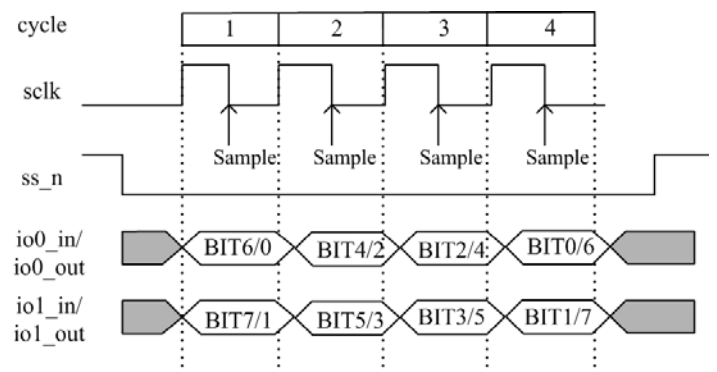 cycle 1 2 3 4
sclk
Sample Sample Sample Sample
ss_n
io0_in/
io0_out
BIT6/0 BIT4/2 BIT2/4 BIT0/6
io1_in/
io1_out
BIT7/1 BIT5/3 BIT3/5 BIT1/7